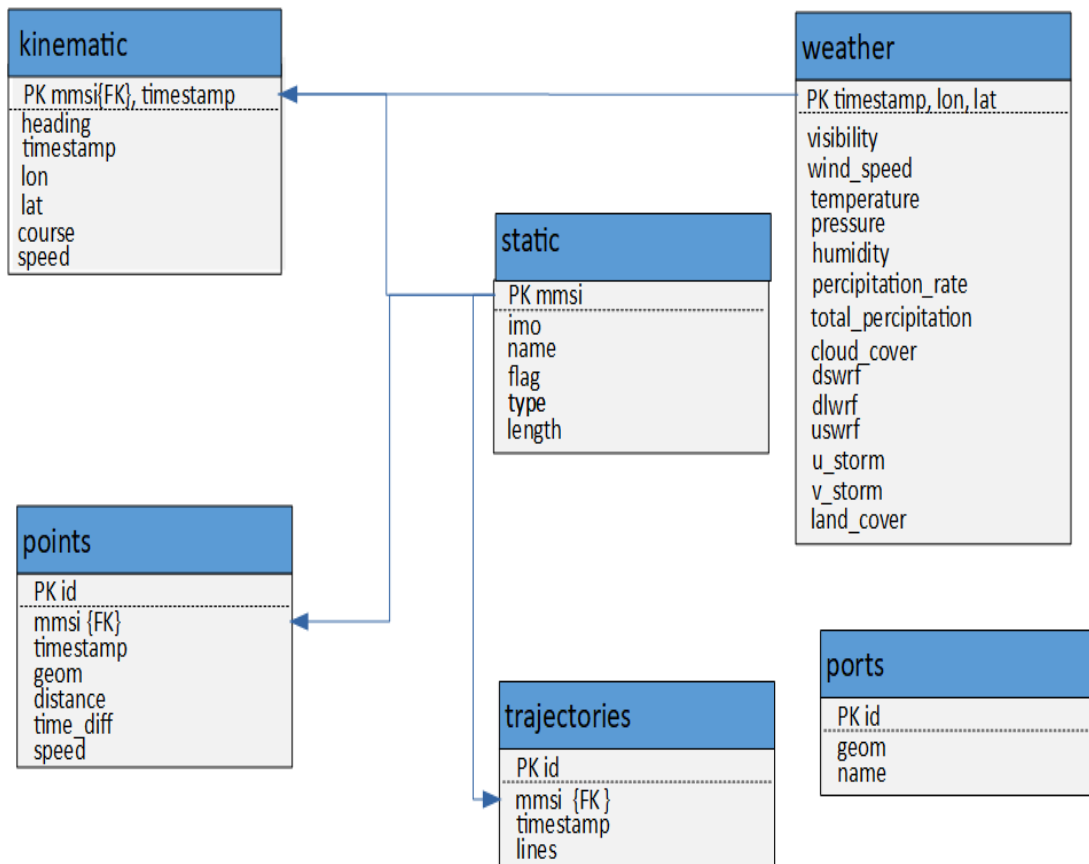 kinematic
PK mmsi{FK}, timestamp
heading
timestamp
lon
lat
course
speed
weather
PK timestamp, lon, lat
visibility
wind_speed
temperature
pressure
humidity
percipitation_rate
total_percipitation
cloud_cover
dswrf
dlwrf
uswrf
u_storm
v_storm
land_cover
static
PK mmsi
imo
name
flag
type
length
points
PK id
mmsi {FK}
timestamp
geom
distance
time_diff
speed
trajectories
PK id
mmsi {FK }
timestamp
lines
ports
PK id
geom
name